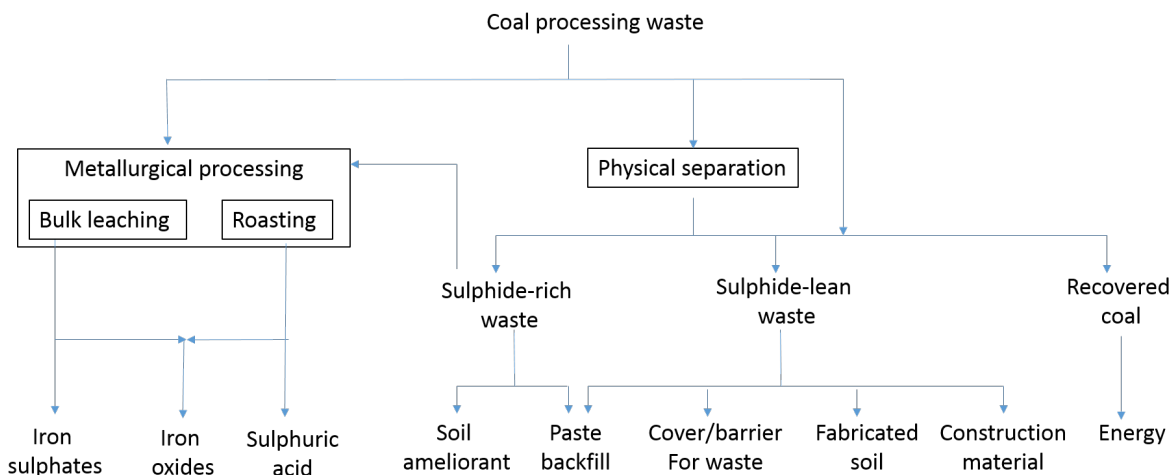 Coal processing waste
Metallurgical processing
Physical separation
Bulk leaching
Roasting
Sulphide-rich
waste
Sulphide-lean
waste
Recovered
coal
Iron
sulphates
Iron
oxides
Sulphuric
acid
Soil
ameliorant
Paste
backfill
Cover/barrier
For waste
Fabricated
soil
Construction
material
Energy